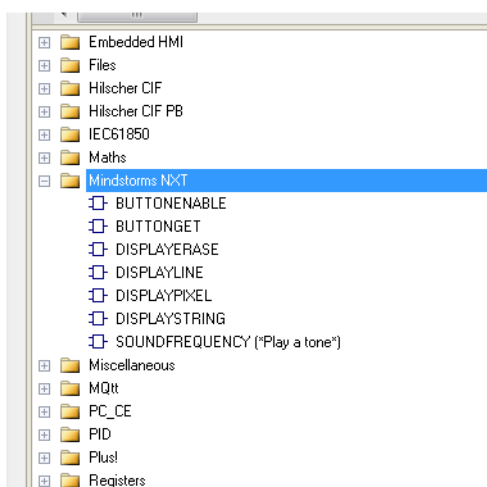 Embedded HMI
Files
Hilscher CIF
Hilscher CIF PB
IEC61850
Maths
Mindstorms NXT
BUTTONENABLE
BUTTONGET
DISPLAYERASE
DISPLAYLINE
DISPLAYPIXEL
DISPLAYSTRING
SOUNDFREQUENCY (*Play a tone*)
Miscellaneous
MQtt
PC_CE
PID
Plus!
Registers